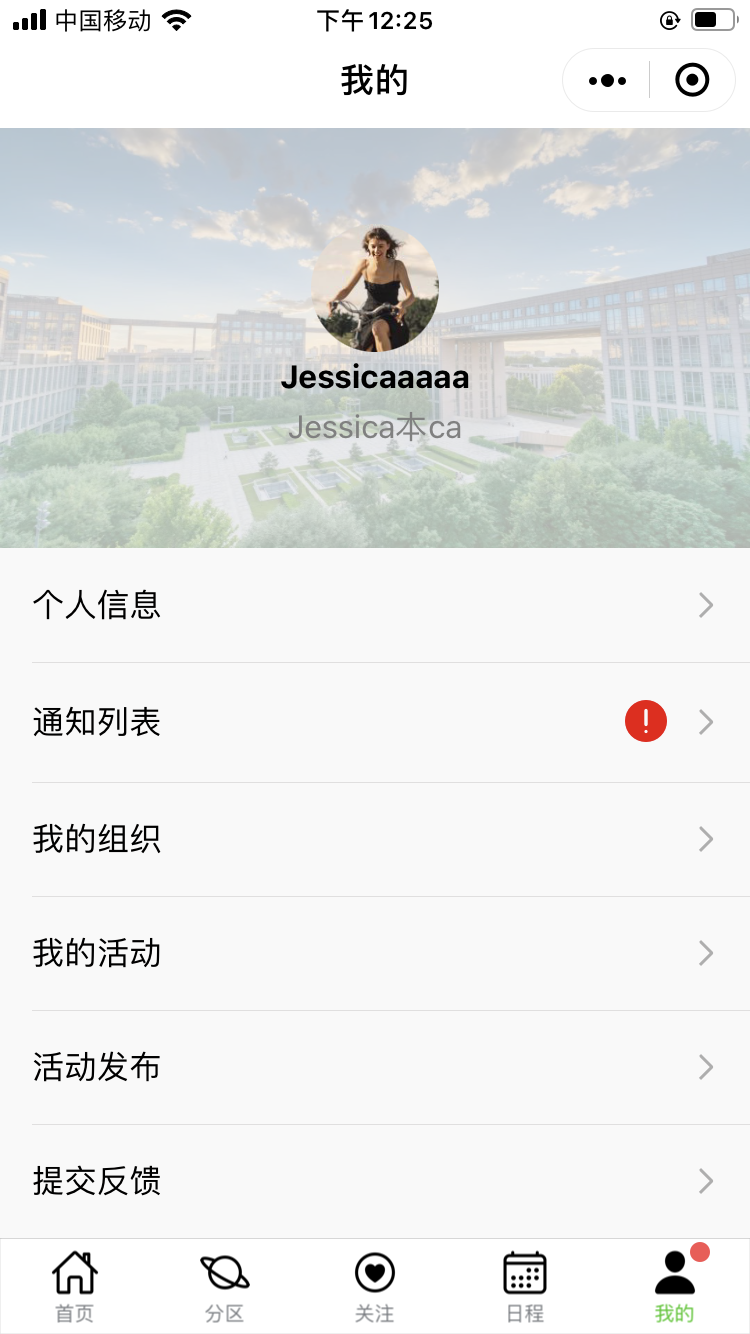 中国移动 下午12:25
我的
Jessicaaaaa
Jessica本ca
个人信息
通知列表
我的组织
我的活动
活动发布
提交反馈
首页 分区 关注 日程 我的